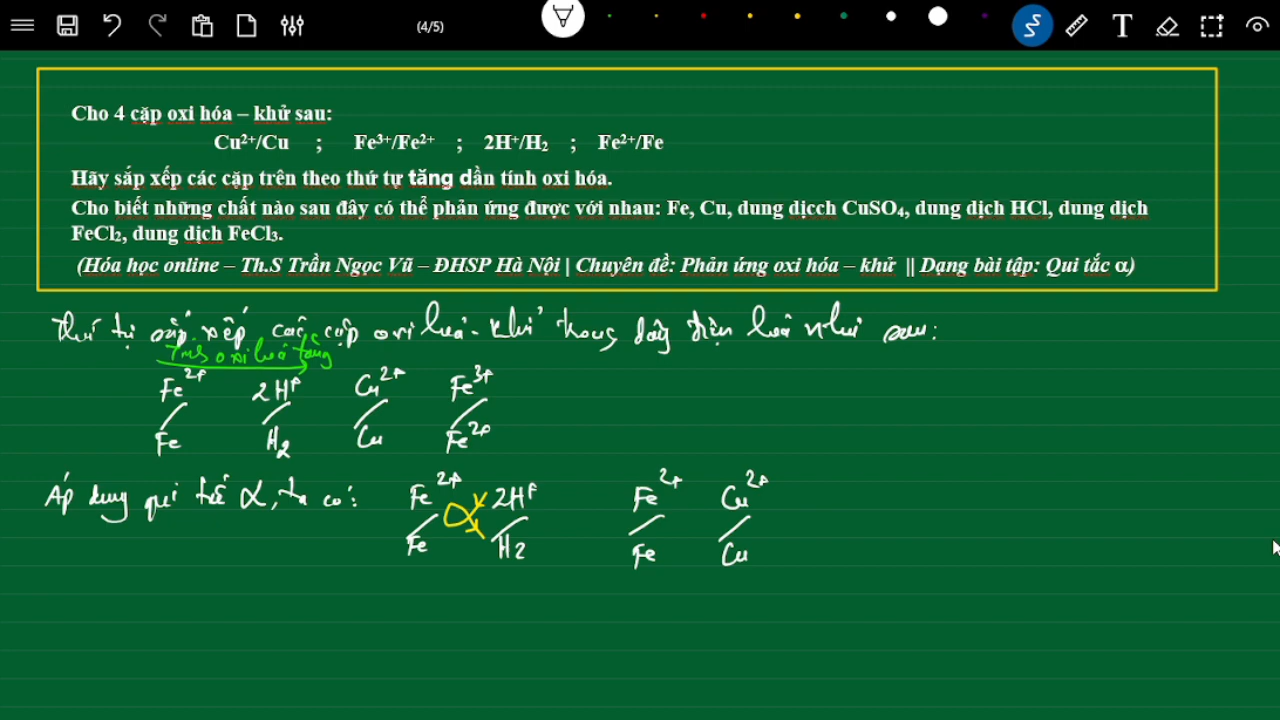 (4/5)
T
Cho 4 cặp oxi hóa – khử sau:
Cu²⁺/Cu ; Fe³⁺/Fe²⁺ ; 2H⁺/H₂ ; Fe²⁺/Fe
Hãy sắp xếp các cặp trên theo thứ tự tăng dần tính oxi hóa.
Cho biết những chất nào sau đây có thể phản ứng được với nhau: Fe, Cu, dung dịcch CuSO₄, dung dịch HCl, dung dịch
FeCl₂, dung dịch FeCl₃.
(Hóa học online – Th.S Trần Ngọc Vũ – ĐHSP Hà Nội | Chuyên đề: Phản ứng oxi hóa – khử || Dạng bài tập: Qui tắc α)
Thứ tự sắp xếp các cặp oxi hoá - khử trong dãy điện hoá như sau:
Tính oxi hoá tăng
Fe²⁺ 2H⁺ Cu²⁺ Fe³⁺
Fe H₂ Cu Fe²⁺
Áp dụng qui tắc α, ta có: Fe²⁺ 2H⁺ Fe²⁺ Cu²⁺
Fe H₂ Fe Cu